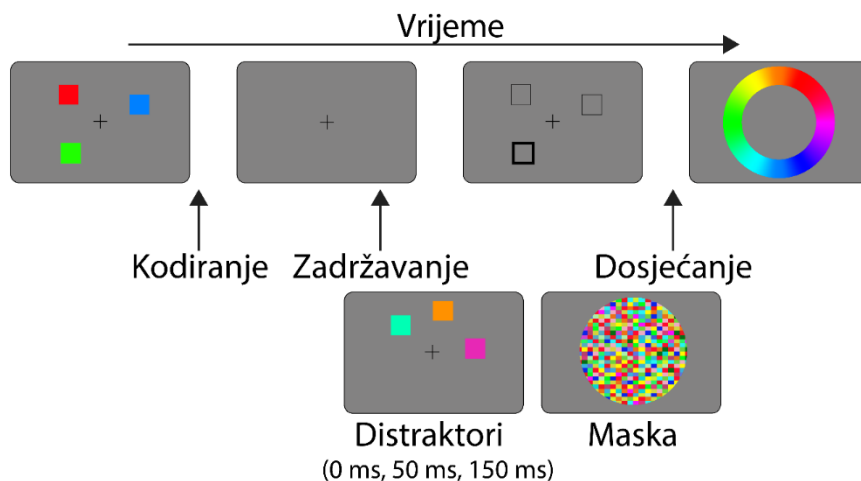 Vrijeme
Kodiranje
Zadržavanje
Dosjećanje
Distraktori
(0 ms, 50 ms, 150 ms)
Maska